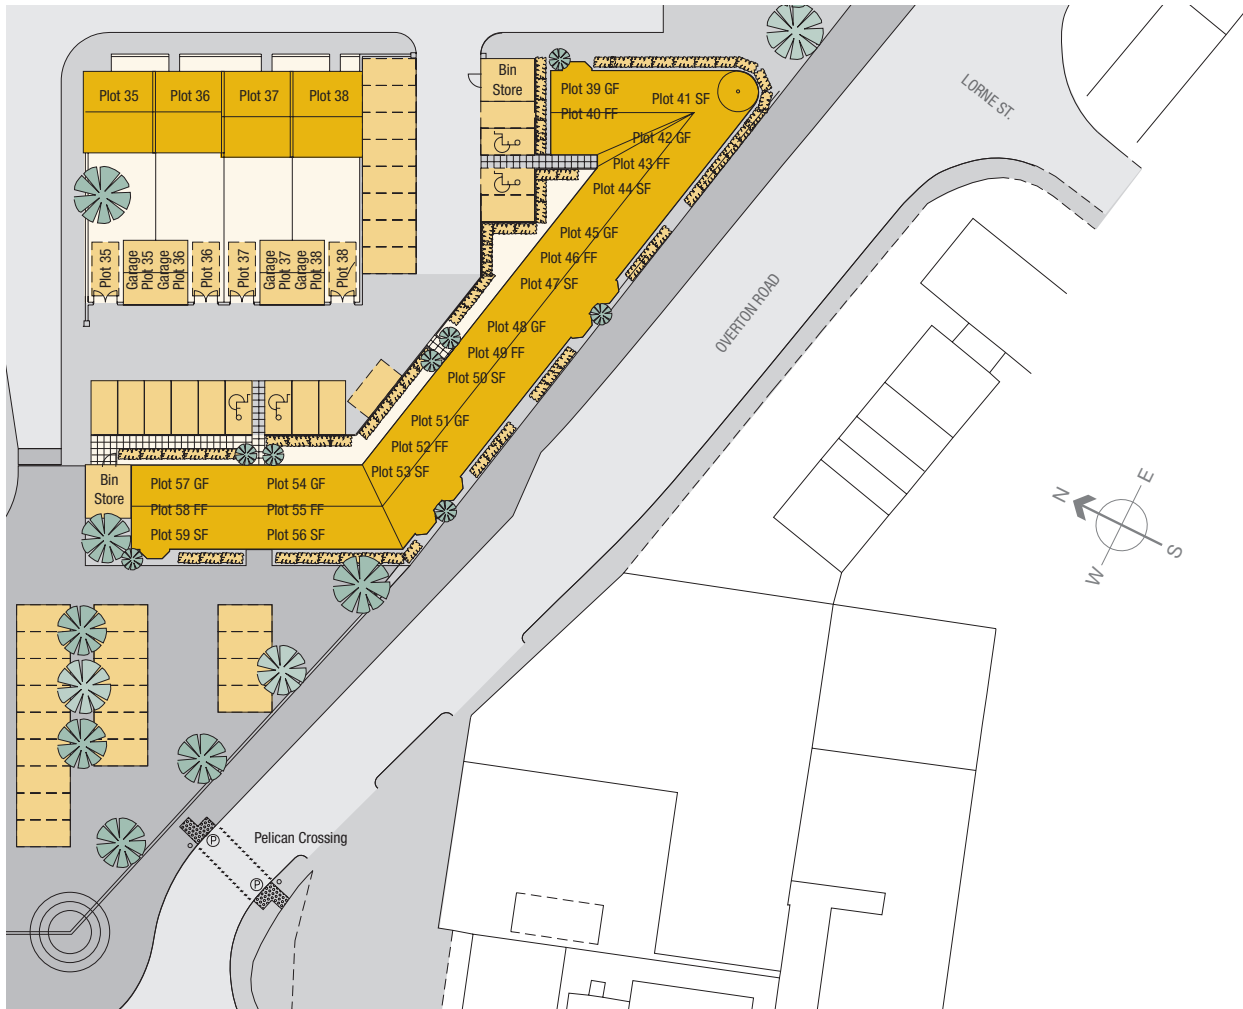 Plot 35
Plot 36
Plot 37
Plot 38
Bin
Store
Plot 39 GF
Plot 40 FF
Plot 41 SF
Plot 42 GF
Plot 43 FF
Plot 44 SF
Plot 45 GF
Plot 46 FF
Plot 47 SF
Plot 48 GF
Plot 49 FF
Plot 50 SF
Plot 51 GF
Plot 52 FF
Plot 53 SF
Plot 35
Garage
Plot 35
Garage
Plot 36
Plot 36
Plot 37
Garage
Plot 37
Garage
Plot 38
Plot 38
Bin
Store
Plot 57 GF
Plot 58 FF
Plot 59 SF
Plot 54 GF
Plot 55 FF
Plot 56 SF
LORNE ST.
OVERTON ROAD
N
E
S
W
Pelican Crossing
P
P